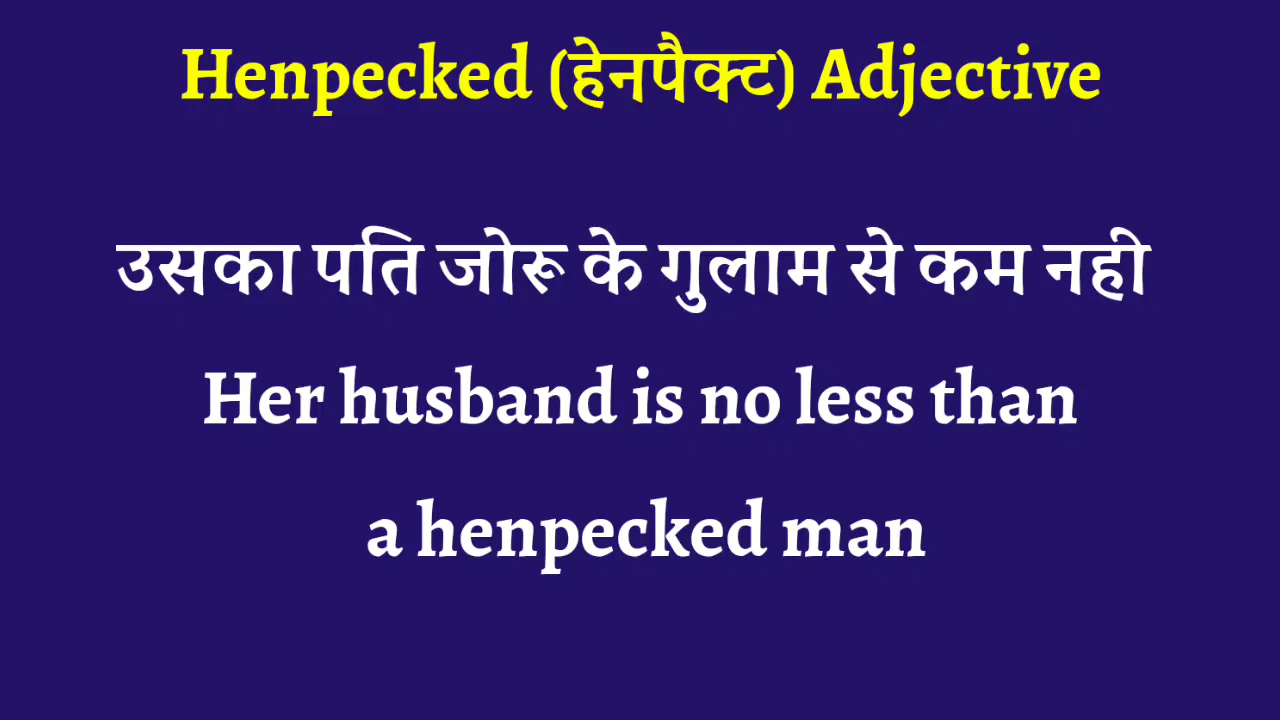 Henpecked (हेनपैक्ट) Adjective
उसका पति जोरू के गुलाम से कम नही
Her husband is no less than
a henpecked man